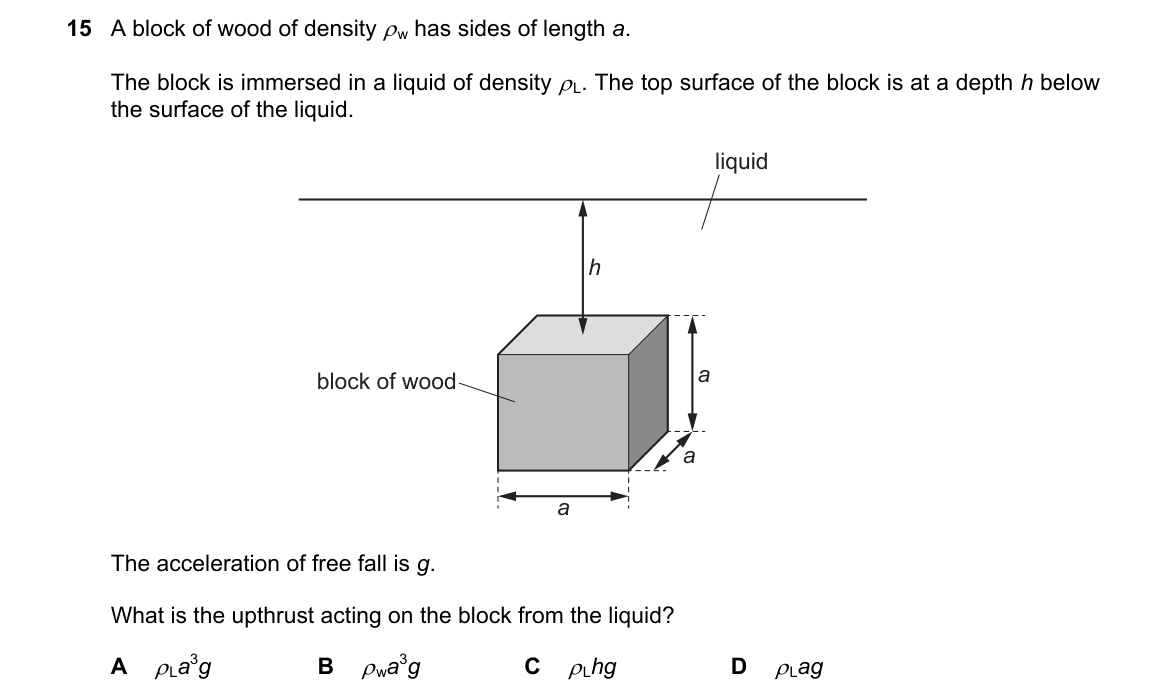 15 A block of wood of density ρw has sides of length a.
The block is immersed in a liquid of density ρL. The top surface of the block is at a depth h below
the surface of the liquid.
liquid
h
block of wood
a
a
a
The acceleration of free fall is g.
What is the upthrust acting on the block from the liquid?
A ρLa³g B ρwa³g C ρLhg D ρLag